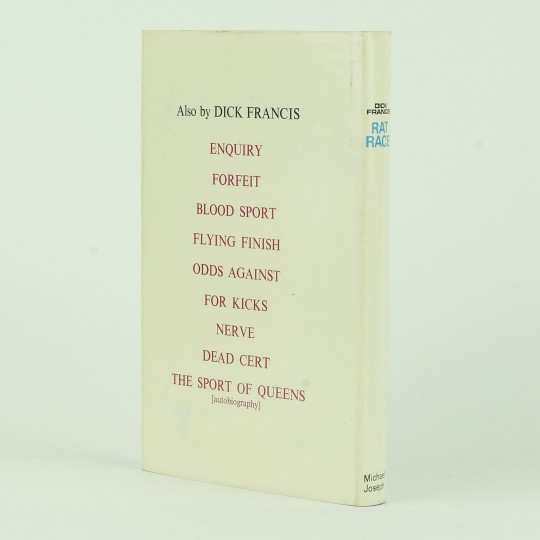 Also by DICK FRANCIS
ENQUIRY
FORFEIT
BLOOD SPORT
FLYING FINISH
ODDS AGAINST
FOR KICKS
NERVE
DEAD CERT
THE SPORT OF QUEENS
[autobiography]
DICK
FRANCIS
RAT
RACE
Michael
Joseph